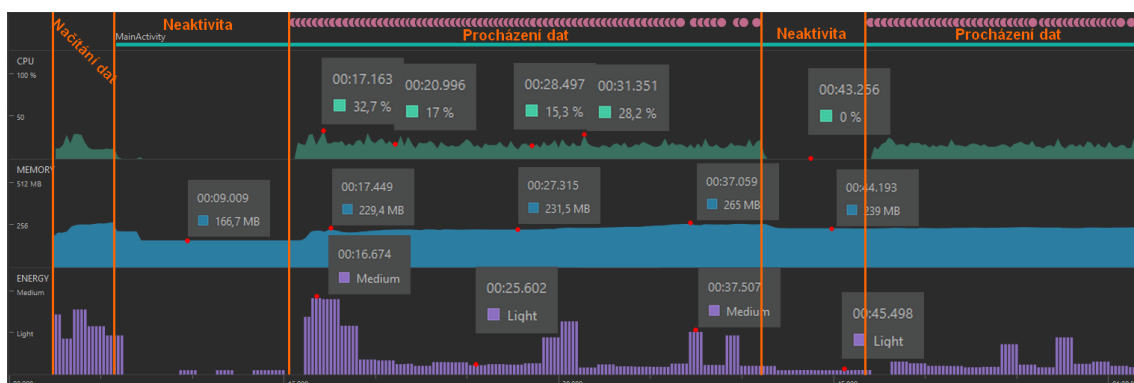 Načítání dat
Neaktivita
MainActivity
Procházení dat
Neaktivita
Procházení dat
CPU
100 %
50
00:17.163
32,7 %
00:20.996
17 %
00:28.497
15,3 %
00:31.351
28,2 %
00:43.256
0 %
MEMORY
512 MB
256
00:09.009
166,7 MB
00:17.449
229,4 MB
00:27.315
231,5 MB
00:37.059
265 MB
00:44.193
239 MB
ENERGY
Medium
Light
00:16.674
Medium
00:25.602
Light
00:37.507
Medium
00:45.498
Light